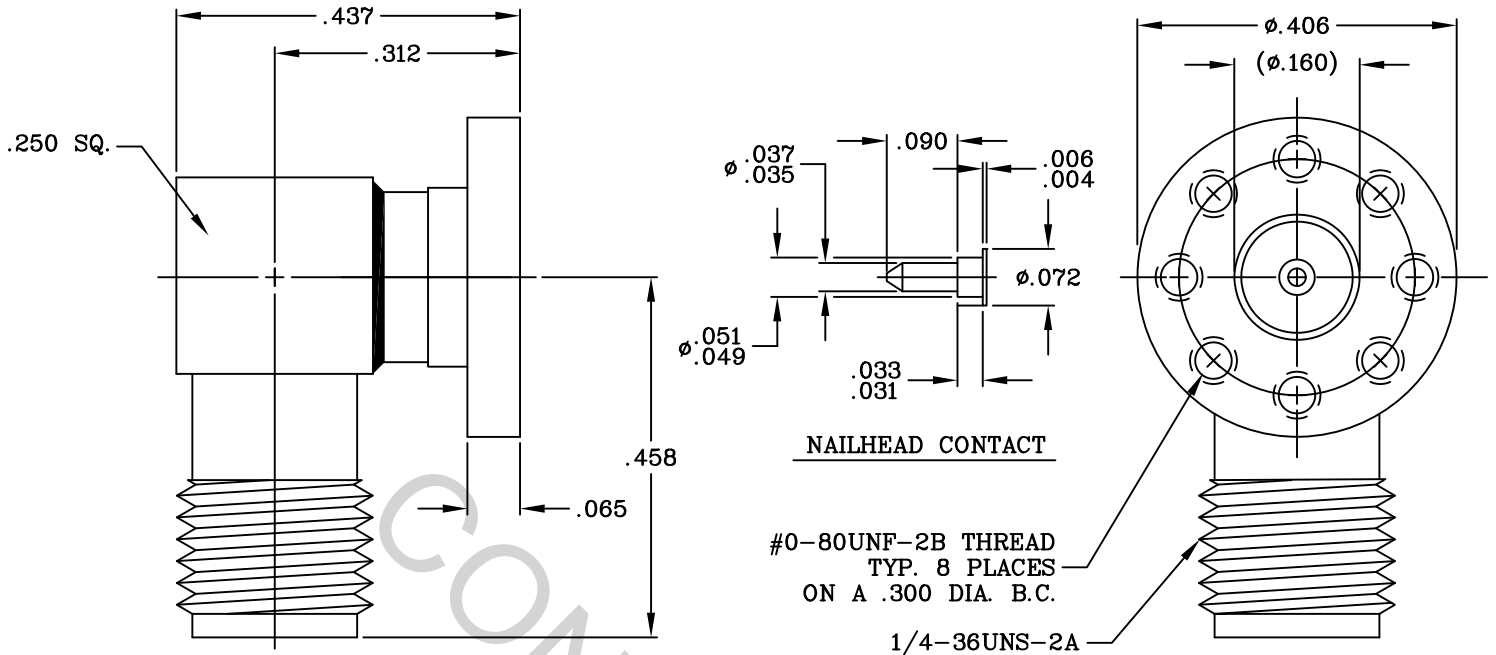 .437
.312
.250 SQ.
.458
.065
.090
ø.037
.035
.006
.004
ø.072
ø.051
.049
.033
.031
NAILHEAD CONTACT
ø.406
(ø.160)
#0-80UNF-2B THREAD
TYP. 8 PLACES
ON A .300 DIA. B.C.
1/4-36UNS-2A